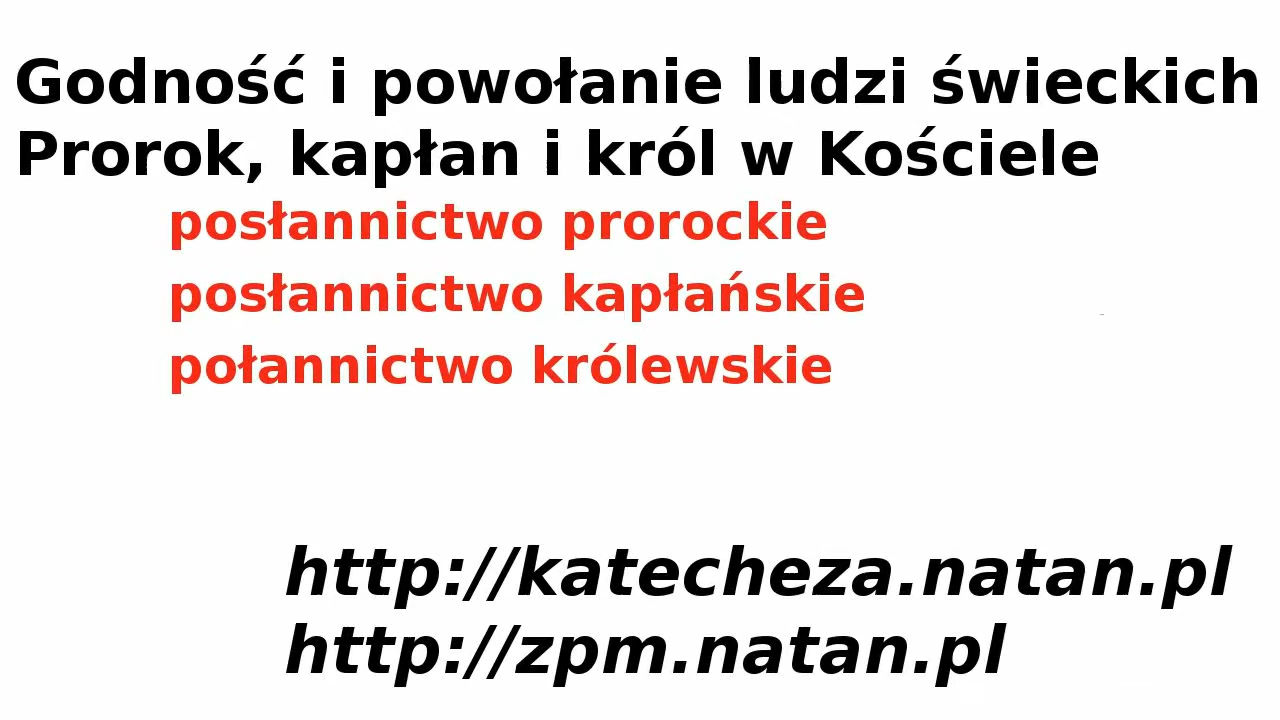 Godność i powołanie ludzi świeckich
Prorok, kapłan i król w Kościele
posłannictwo prorockie
posłannictwo kapłańskie
połannictwo królewskie
http://katecheza.natan.pl
http://zpm.natan.pl